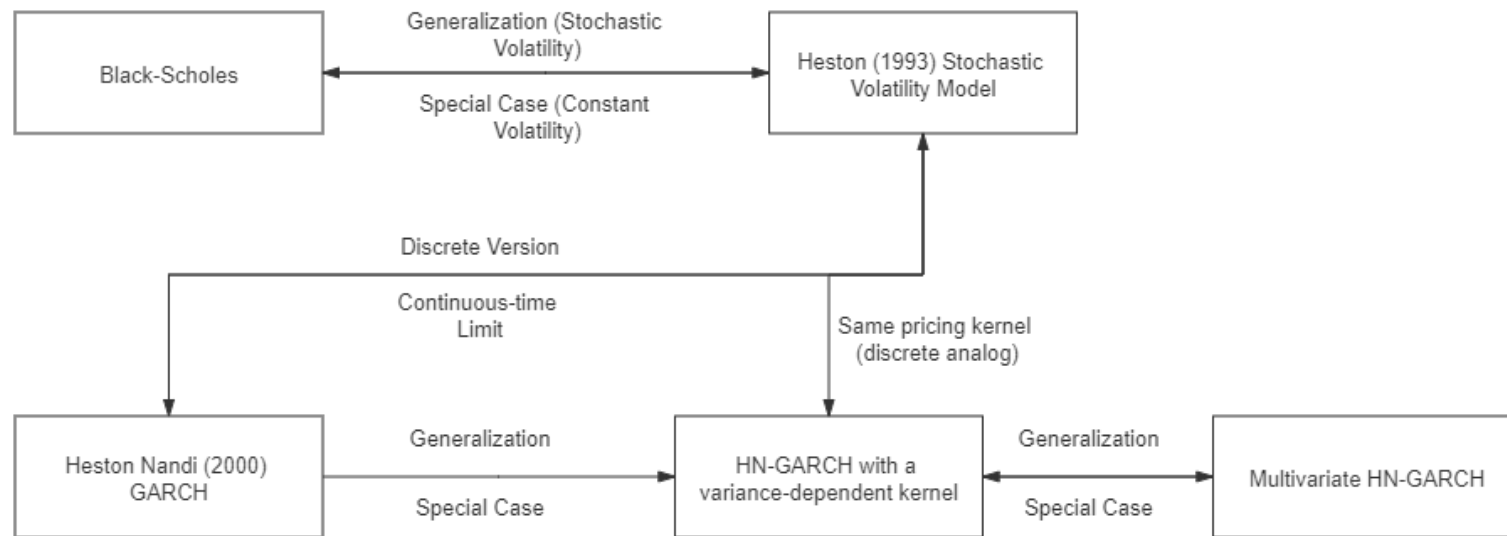 Generalization (Stochastic
Volatility)
Black-Scholes
Heston (1993) Stochastic
Volatility Model
Special Case (Constant
Volatility)
Discrete Version
Continuous-time
Limit
Same pricing kernel
(discrete analog)
Heston Nandi (2000)
GARCH
Generalization
Special Case
HN-GARCH with a
variance-dependent kernel
Generalization
Special Case
Multivariate HN-GARCH